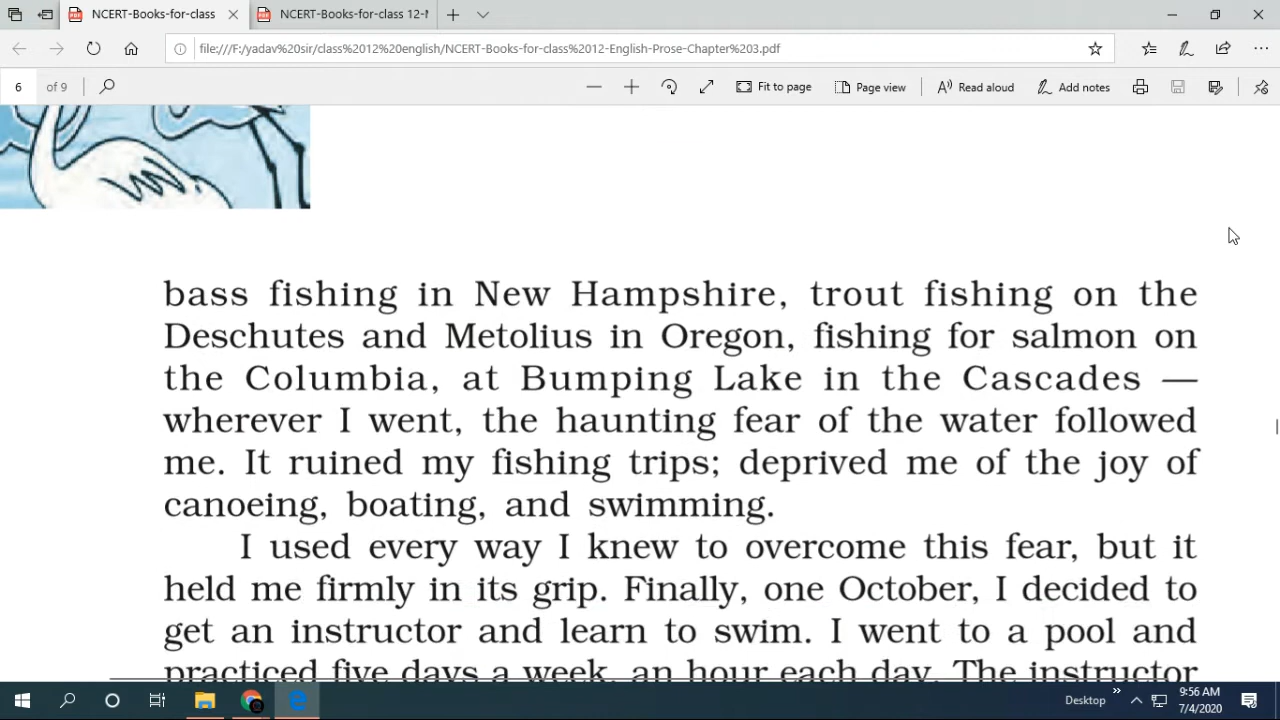 NCERT-Books-for-class
NCERT-Books-for-class 12-
file:///F:/yadav%20sir/class%2012%20english/NCERT-Books-for-class%2012-English-Prose-Chapter%203.pdf
6 of 9 Fit to page Page view Read aloud Add notes
bass fishing in New Hampshire, trout fishing on the
Deschutes and Metolius in Oregon, fishing for salmon on
the Columbia, at Bumping Lake in the Cascades —
wherever I went, the haunting fear of the water followed
me. It ruined my fishing trips; deprived me of the joy of
canoeing, boating, and swimming.
I used every way I knew to overcome this fear, but it
held me firmly in its grip. Finally, one October, I decided to
get an instructor and learn to swim. I went to a pool and
practiced five days a week, an hour each day. The instructor
Desktop
9:56 AM
7/4/2020